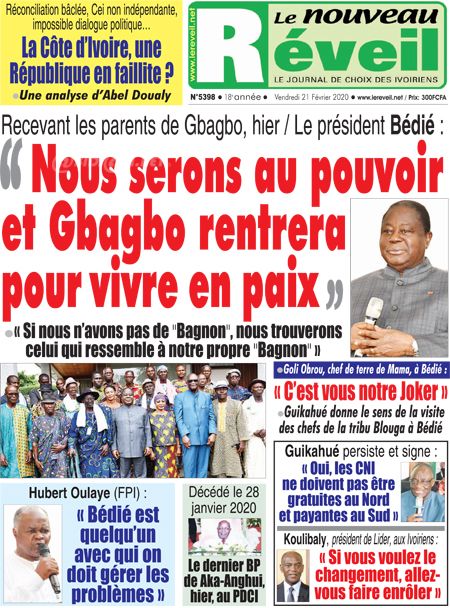 Réconciliation bâclée, Cei non indépendante,
impossible dialogue politique...
La Côte d'Ivoire, une
République en faillite ?
• Une analyse d'Abel Doualy
www.lereveil.net
Le nouveau
Réveil
LE JOURNAL DE CHOIX DES IVOIRIENS
N°5398 • 18e année • Vendredi 21 Février 2020 • www.lereveil.net / Prix: 300FCFA
Recevant les parents de Gbagbo, hier / Le président Bédié :
“ Nous serons au pouvoir
et Gbagbo rentrera
pour vivre en paix »
• « Si nous n'avons pas de "Bagnon", nous trouverons
celui qui ressemble à notre propre "Bagnon" »
• Gali Obrou, chef de terre de Mama, à Bédié :
« C'est vous notre Joker »
• Guikahué donne le sens de la visite
des chefs de la tribu Blouga à Bédié
Guikahué persiste et signe :
« Oui, les CNI
ne doivent pas être
gratuites au Nord
et payantes au Sud »
Hubert Oulaye (FPI) :
« Bédié est
quelqu'un
avec qui on
doit gérer les
problèmes »
Décédé le 28
janvier 2020
Le dernier BP
de Aka-Anghui,
hier, au PDCI
Koulibaly, président de Lider, aux Ivoiriens :
« Si vous voulez le
changement, allez-
vous faire enrôler »